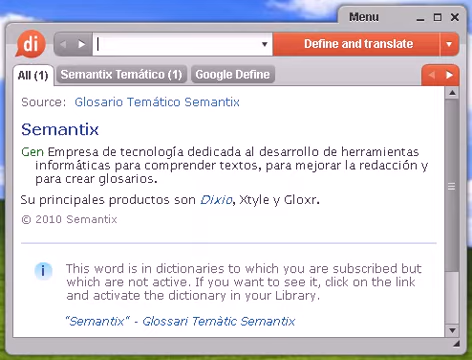 Menu
di
Define and translate
All (1) Semantix Temático (1) Google Define
Source: Glosario Temático Semantix
Semantix
Gen Empresa de tecnología dedicada al desarrollo de herramientas
informáticas para comprender textos, para mejorar la redacción y
para crear glosarios.
Su principales productos son Dixio, Xtyle y Gloxr.
© 2010 Semantix
i
This word is in dictionaries to which you are subscribed but
which are not active. If you want to see it, click on the link
and activate the dictionary in your Library.
"Semantix" - Glossari Temàtic Semantix